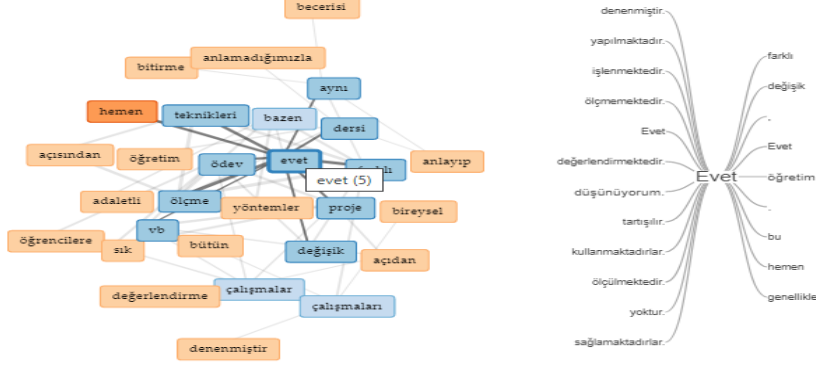 becerisi
anlamadığımızla
bitirme
aynı
hemen
teknikleri
bazen
dersi
açısından
öğretim
ödev
evet
anlayıp
evet (5)
adaletli
ölçme
yöntemler
proje
bireysel
vb
öğrencilere
sık
bütün
değişik
açıdan
değerlendirme
çalışmalar
çalışmaları
denenmiştir
denenmiştir.
yapılmaktadır.
işlenmektedir.
ölçmemektedir.
Evet
değerlendirmektedir.
düşünüyorum.
tartışılır.
kullanmaktadırlar.
ölçülmektedir.
yoktur.
sağlamaktadırlar.
Evet
farklı
değişik
,
Evet
öğretim
.
bu
hemen
genellikle